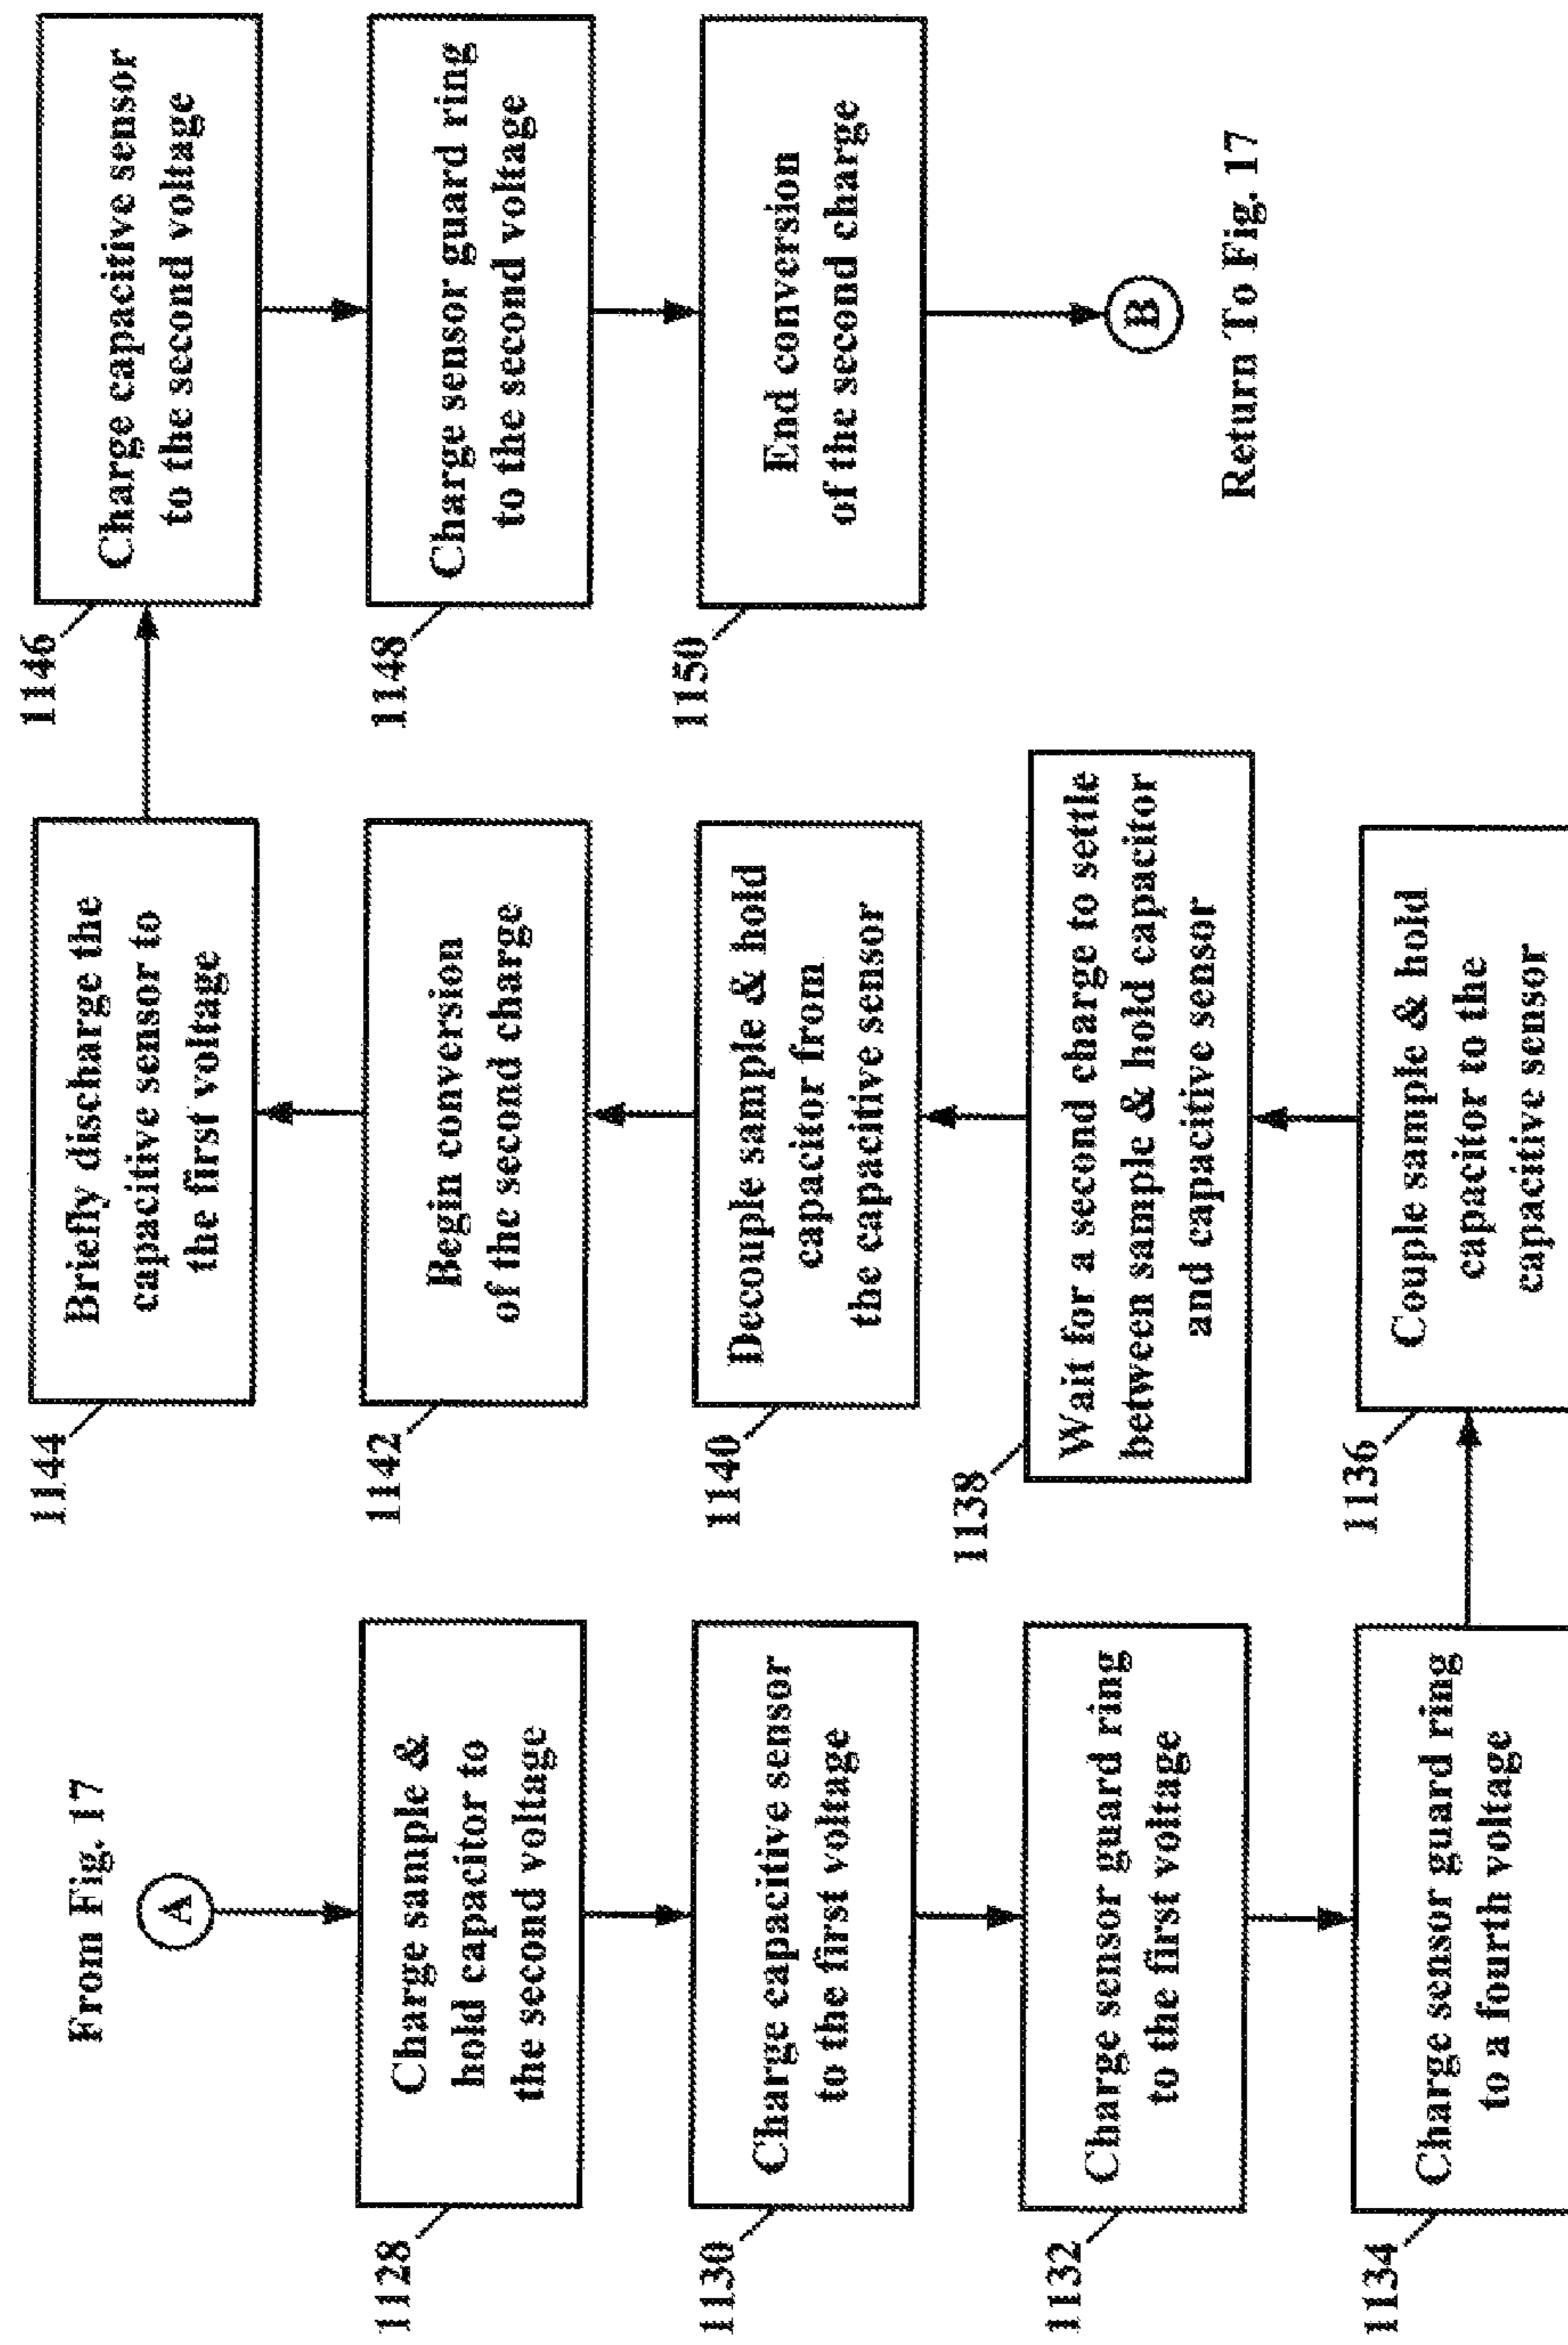 From Fig. 17
A
1128
Charge sample &
hold capacitor to
the second voltage
1130
Charge capacitive sensor
to the first voltage
1132
Charge sensor guard ring
to the first voltage
1134
Charge sensor guard ring
to a fourth voltage
1136
Couple sample & hold
capacitor to the
capacitive sensor
1138
Wait for a second charge to settle
between sample & hold capacitor
and capacitive sensor
1140
Decouple sample & hold
capacitor from
the capacitive sensor
1142
Begin conversion
of the second charge
1144
Briefly discharge the
capacitive sensor to
the first voltage
1146
Charge capacitive sensor
to the second voltage
1148
Charge sensor guard ring
to the second voltage
1150
End conversion
of the second charge
B
Return To Fig. 17